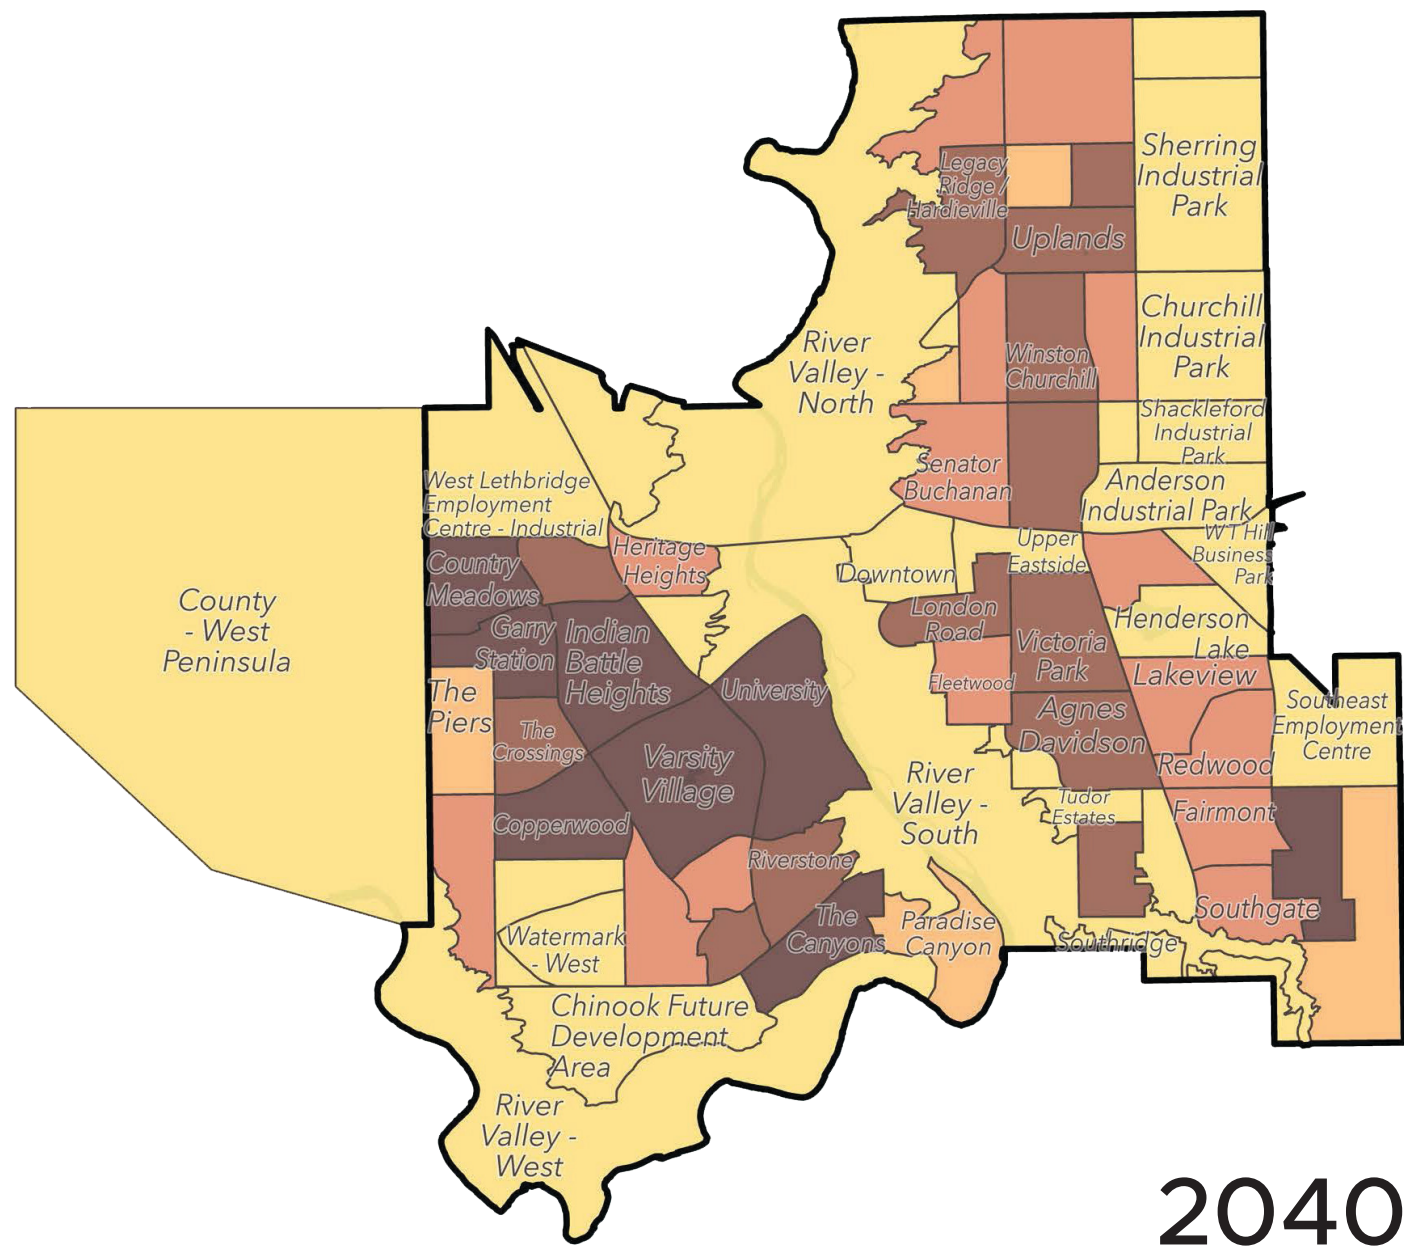 Sherring
Industrial
Park
Legacy
Ridge /
Hardieville
Uplands
Churchill
Industrial
Park
River
Valley -
North
Winston
Churchill
Shackleford
Industrial
Park
Senator
Buchanan
Anderson
Industrial Park
West Lethbridge
Employment
Centre - Industrial
W T Hill
Business
Park
Upper
Eastside
Heritage
Heights
Downtown
Country
Meadows
London
Road
Henderson
Lake
County
- West
Peninsula
Garry
Station
Indian
Battle
Heights
Victoria
Park
Lakeview
The
Piers
University
Fleetwood
Southeast
Employment
Centre
Agnes
Davidson
The
Crossings
Varsity
Village
Redwood
River
Valley -
South
Tudor
Estates
Fairmont
Copperwood
Riverstone
The
Canyons
Paradise
Canyon
Southgate
Watermark
- West
Southridge
Chinook Future
Development
Area
River
Valley -
West
2040